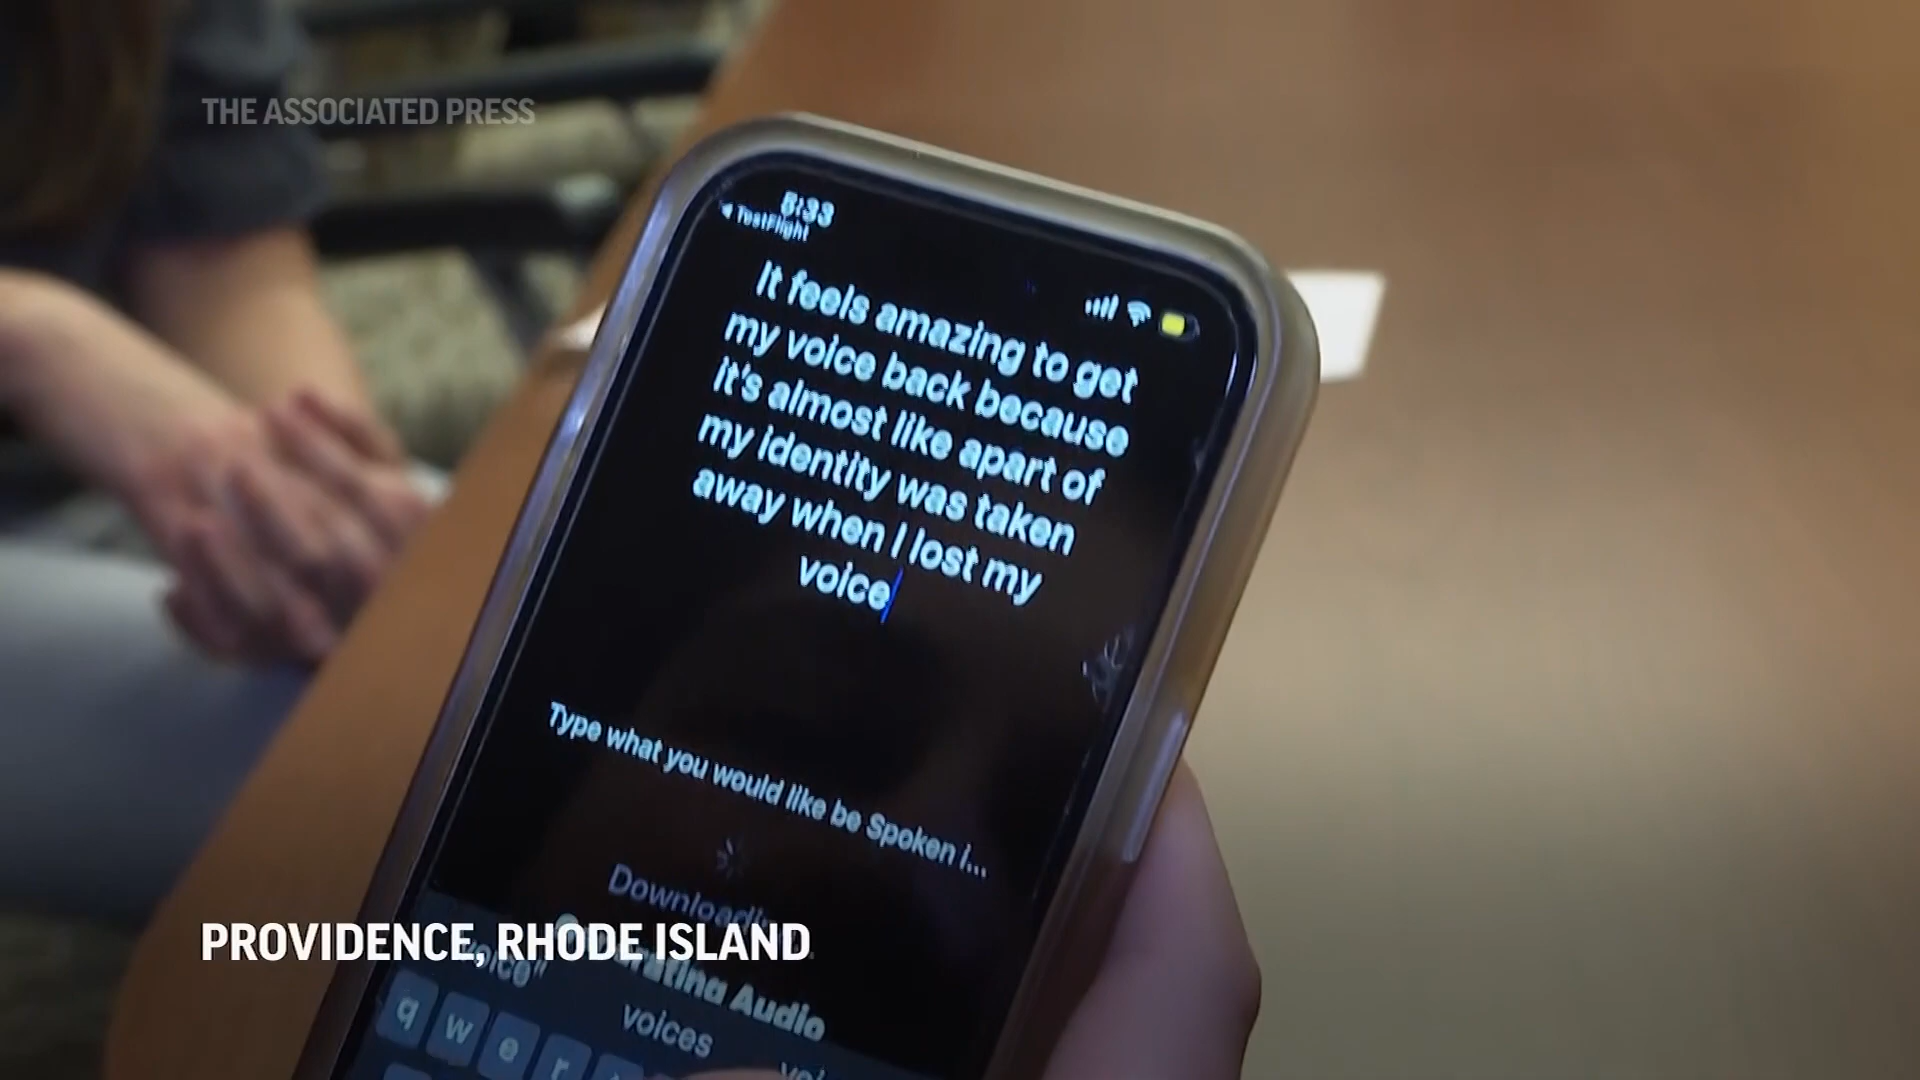 THE ASSOCIATED PRESS
5:33
TestFlight
It feels amazing to get
my voice back because
it's almost like apart of
my identity was taken
away when I lost my
voice
Type what you would like be Spoken i...
PROVIDENCE, RHODE ISLAND
voice"
voices
Audio
q w e r